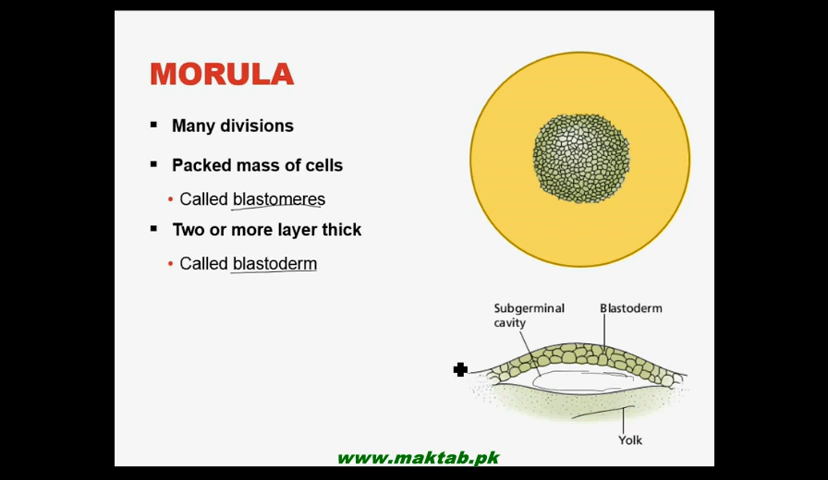 MORULA
▪ Many divisions
▪ Packed mass of cells
• Called blastomeres
▪ Two or more layer thick
• Called blastoderm
Subgerminal
cavity
Blastoderm
Yolk
www.maktab.pk